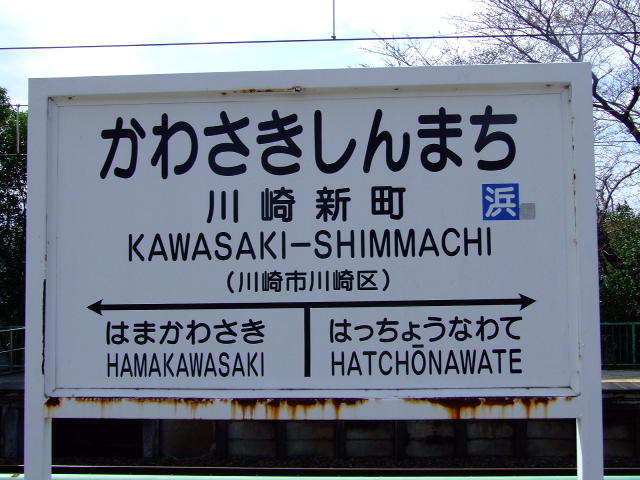 かわさきしんまち
川崎新町
浜
KAWASAKI−SHIMMACHI
(川崎市川崎区)
はまかわさき
HAMAKAWASAKI
はっちょうなわて
HATCHŌNAWATE